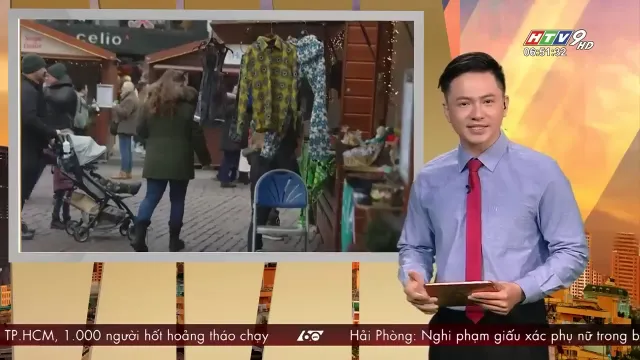 celio*
HTV9 HD
06:51:32
TP.HCM, 1.000 người hốt hoảng tháo chạy
60
Hải Phòng: Nghi phạm giấu xác phụ nữ trong b